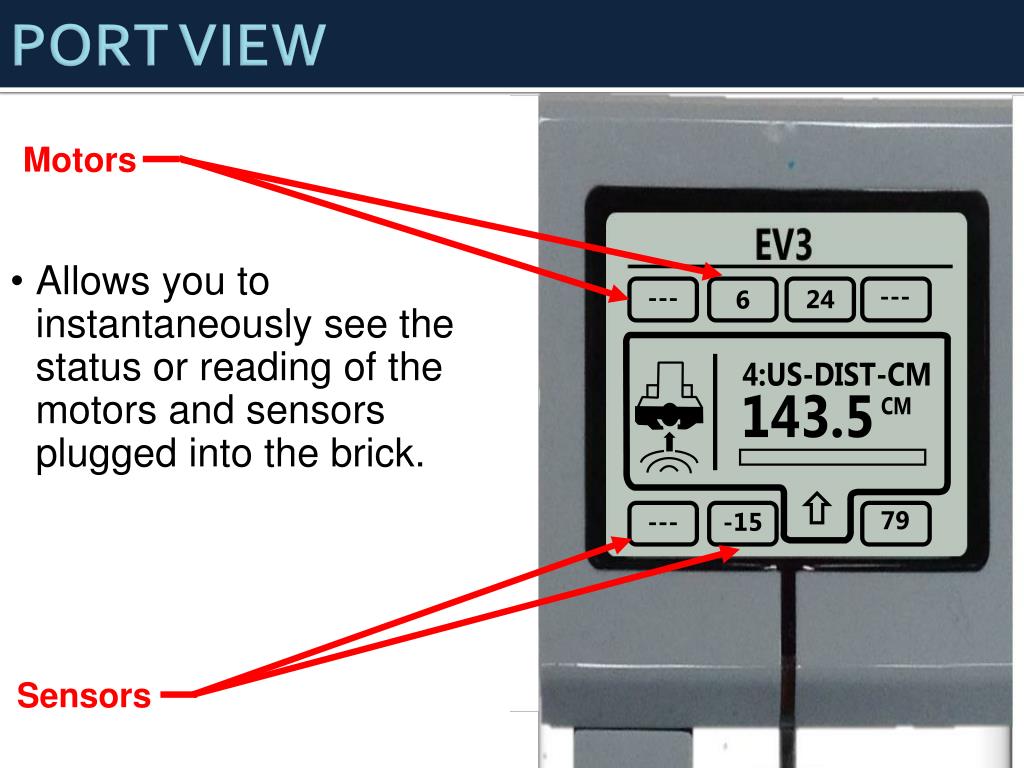 PORT VIEW
Motors
• Allows you to
instantaneously see the
status or reading of the
motors and sensors
plugged into the brick.
Sensors
EV3
--- 6 24 ---
4:US-DIST-CM
143.5 CM
--- -15 79